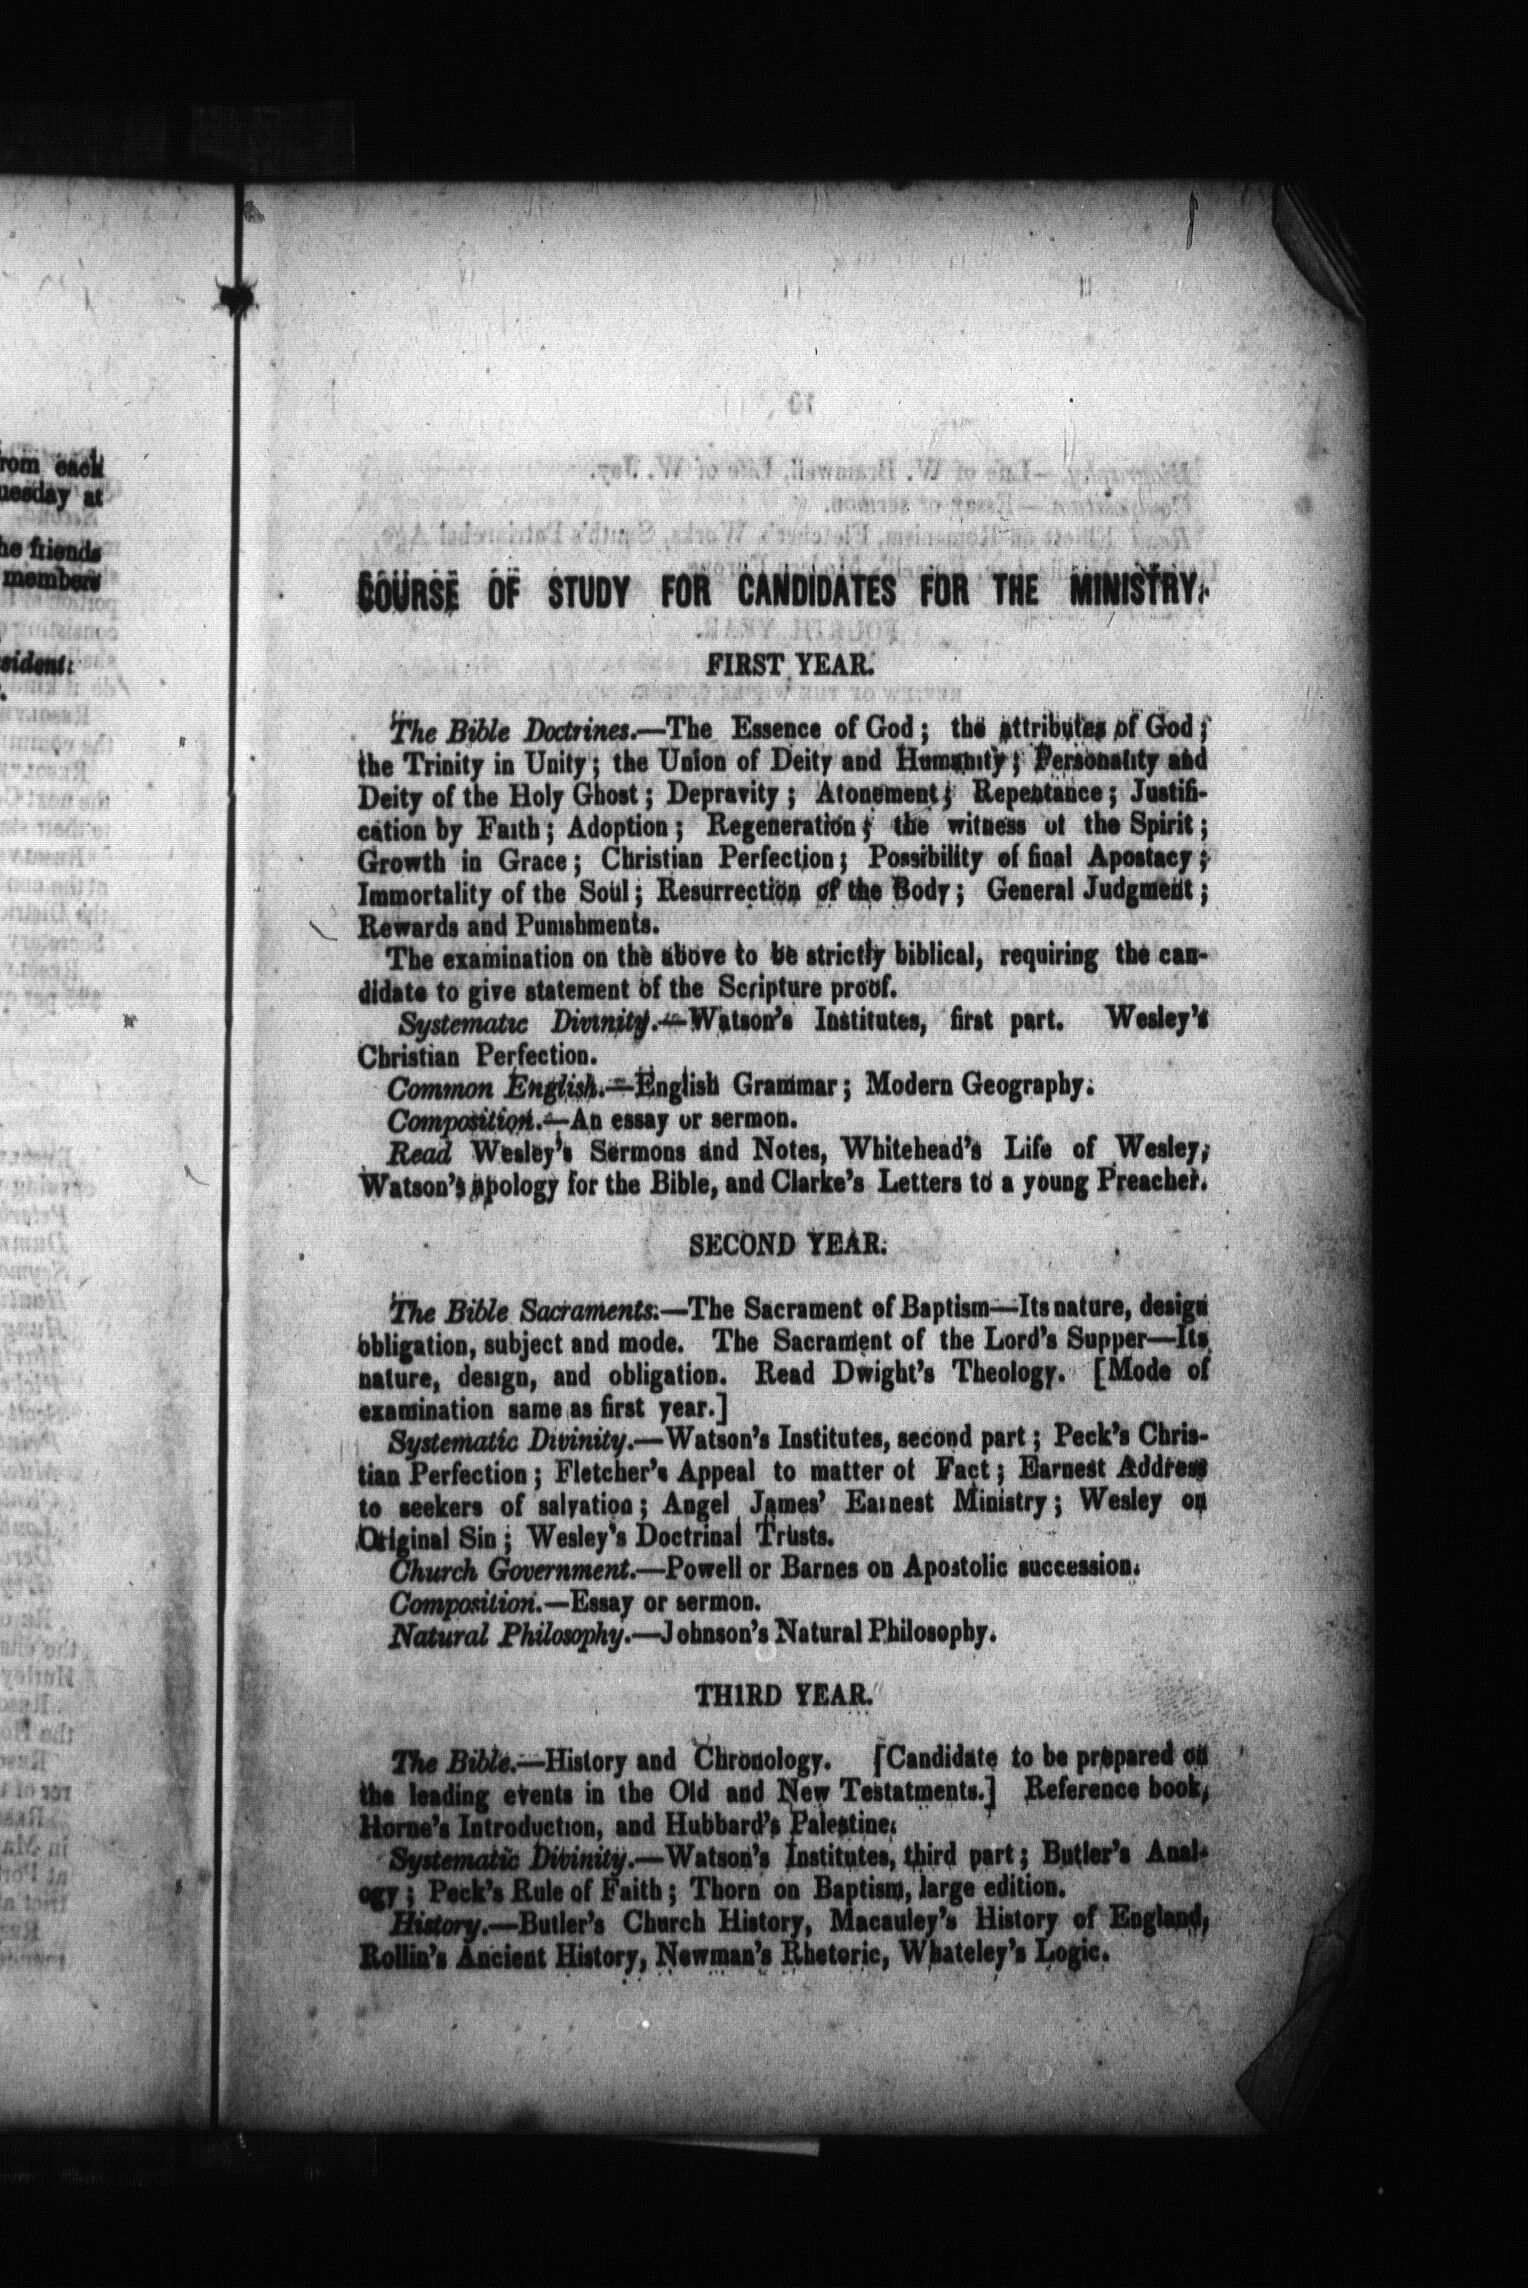 rom each
uesday at
he friends
members
sident.
COURSE OF STUDY FOR CANDIDATES FOR THE MINISTRY.
FIRST YEAR.
The Bible Doctrines.—The Essence of God; the attributes of God;
the Trinity in Unity; the Union of Deity and Humanity; Personality and
Deity of the Holy Ghost; Depravity; Atonement; Repentance; Justifi-
cation by Faith; Adoption; Regeneration; the witness of the Spirit;
Growth in Grace; Christian Perfection; Possibility of final Apostacy;
Immortality of the Soul; Resurrection of the Body; General Judgment;
Rewards and Punishments.
The examination on the above to be strictly biblical, requiring the can-
didate to give statement of the Scripture proof.
Systematic Divinity.—Watson's Institutes, first part. Wesley's
Christian Perfection.
Common English.—English Grammar; Modern Geography.
Composition.—An essay or sermon.
Read Wesley's Sermons and Notes, Whitehead's Life of Wesley,
Watson's apology for the Bible, and Clarke's Letters to a young Preacher.
SECOND YEAR.
The Bible Sacraments.—The Sacrament of Baptism—Its nature, design
obligation, subject and mode. The Sacrament of the Lord's Supper—Its
nature, design, and obligation. Read Dwight's Theology. [Mode of
examination same as first year.]
Systematic Divinity.—Watson's Institutes, second part; Peck's Chris-
tian Perfection; Fletcher's Appeal to matter of Fact; Earnest Address
to seekers of salvation; Angel James' Earnest Ministry; Wesley on
Original Sin; Wesley's Doctrinal Trusts.
Church Government.—Powell or Barnes on Apostolic succession.
Composition.—Essay or sermon.
Natural Philosophy.—Johnson's Natural Philosophy.
THIRD YEAR.
The Bible.—History and Chronology. [Candidate to be prepared on
the leading events in the Old and New Testatments.] Reference book,
Horne's Introduction, and Hubbard's Palestine.
Systematic Divinity.—Watson's Institutes, third part; Butler's Anal-
ogy; Peck's Rule of Faith; Thorn on Baptism, large edition.
History.—Butler's Church History, Macauley's History of England,
Rollin's Ancient History, Newman's Rhetoric, Whateley's Logic.